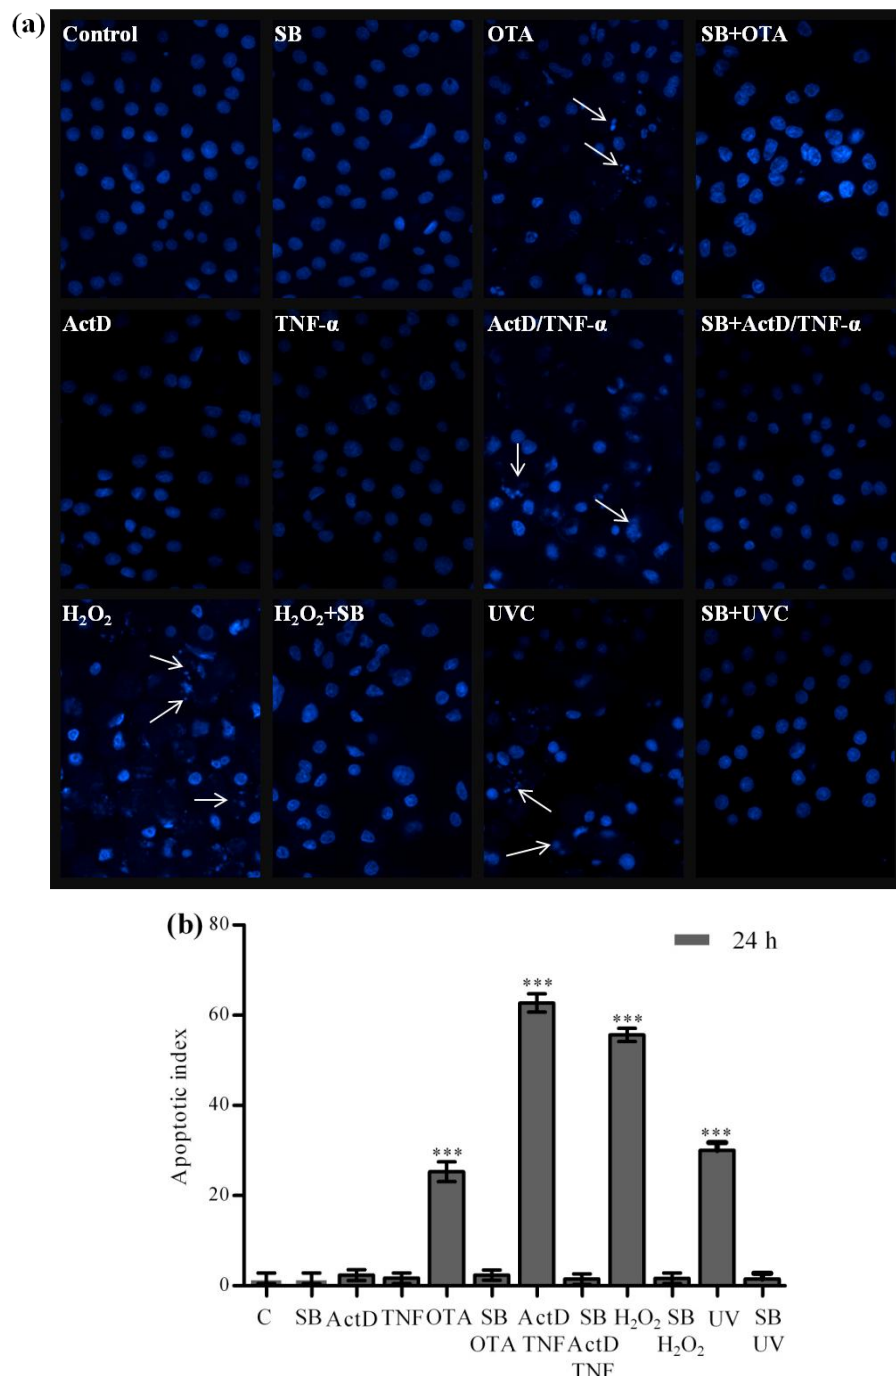 (a)
Control SB OTA SB+OTA
ActD TNF-α ActD/TNF-α SB+ActD/TNF-α
H₂O₂ H₂O₂+SB UVC SB+UVC
(b)
80
24 h
***
***
60
40
***
***
20
0
Apoptotic index
C SB ActD TNF OTA SB ActD SB H₂O₂ SB UV SB
OTA TNF ActD H₂O₂ UV
TNF